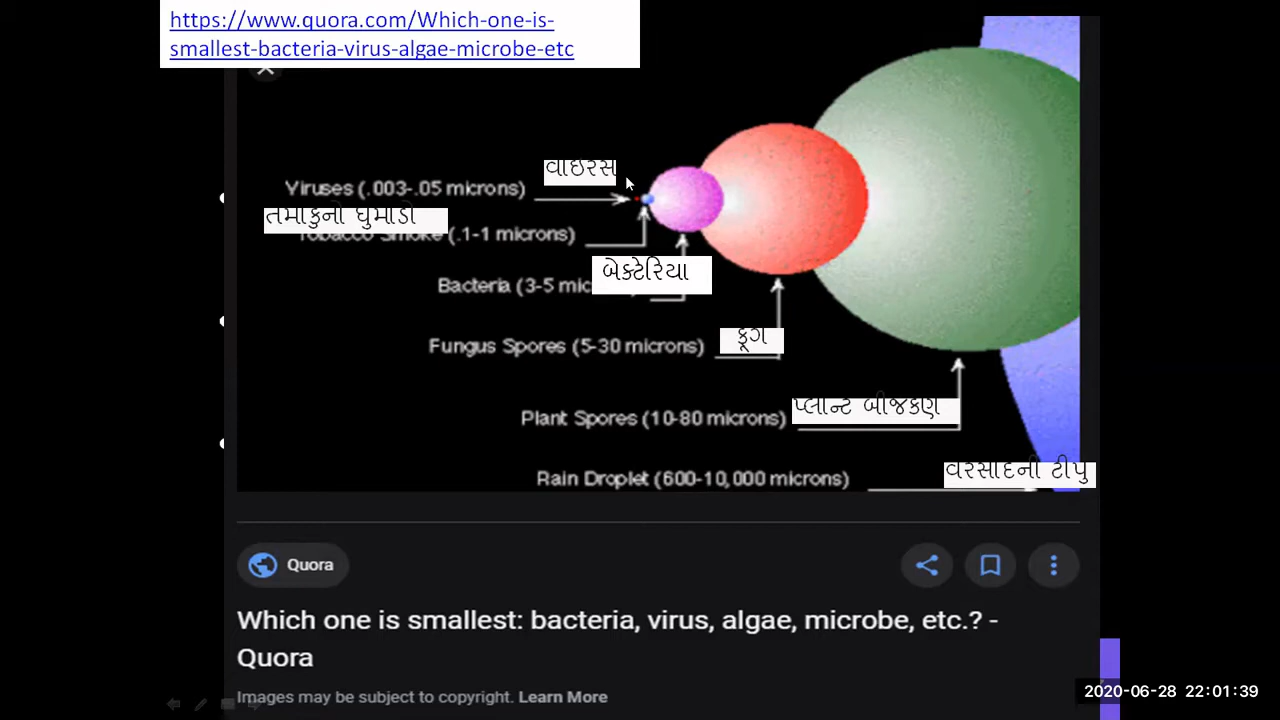 https://www.quora.com/Which-one-is-
smallest-bacteria-virus-algae-microbe-etc
વાઇરસ
Viruses (.003-.05 microns)
તમાકુનો ધુમાડો
Tobacco Smoke (.1-1 microns)
બેક્ટેરિયા
Bacteria (3-5
ફૂગ
Fungus Spores (5-30 microns)
પ્લાન્ટ બીજકણ
Plant Spores (10-80 microns)
વરસાદની ટીપુ
Rain Droplet (600-10,000 microns)
Quora
Which one is smallest: bacteria, virus, algae, microbe, etc.? -
Quora
Images may be subject to copyright. Learn More
2020-06-28 22:01:39